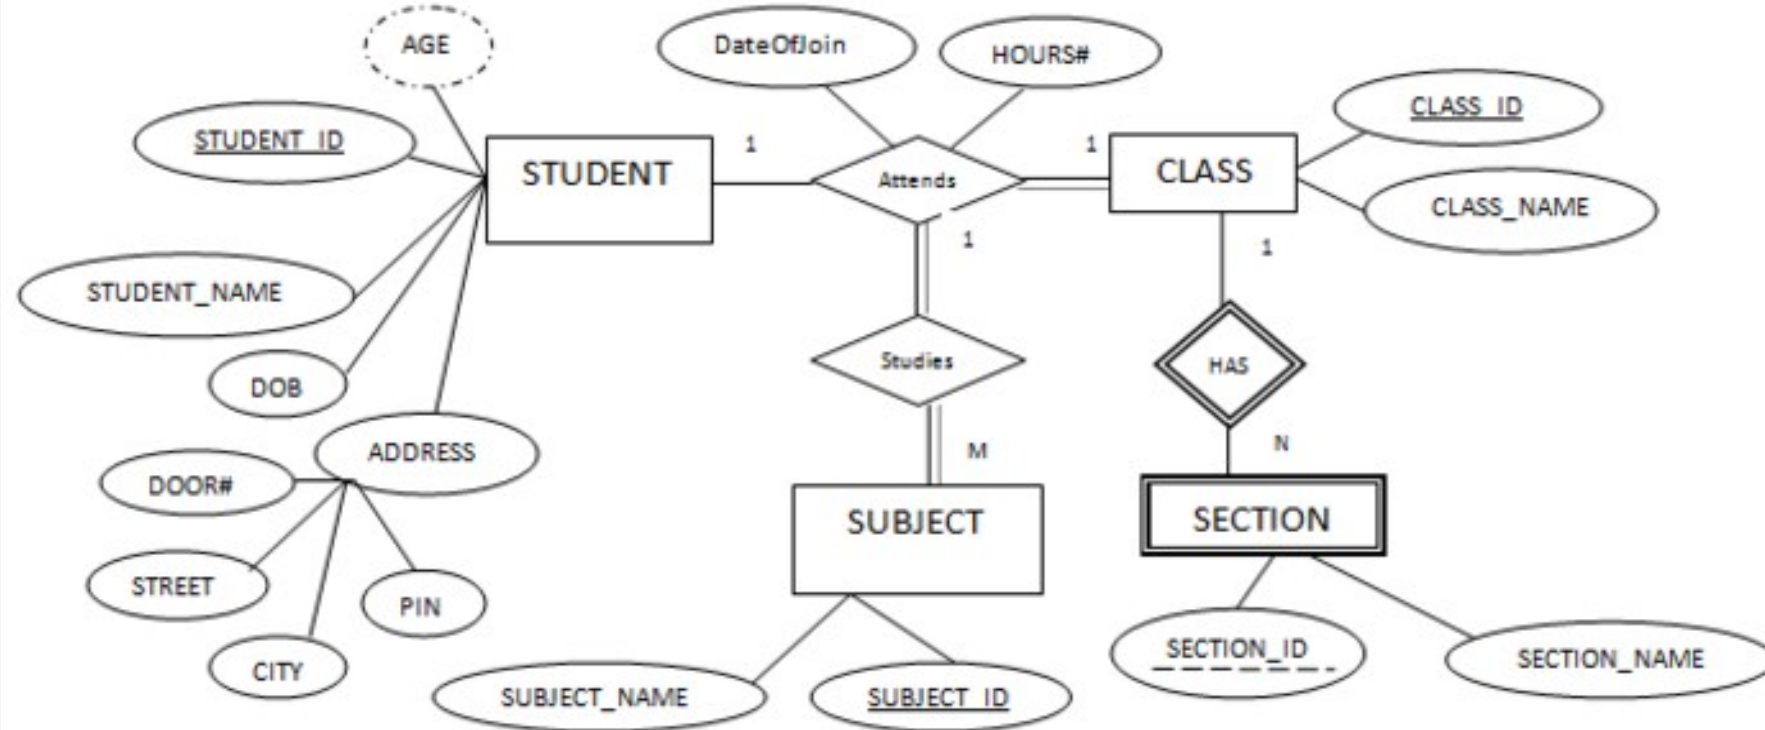 AGE
DateOfJoin
HOURS#
CLASS_ID
STUDENT_ID
STUDENT
1
Attends
1
CLASS
CLASS_NAME
1
1
STUDENT_NAME
Studies
HAS
DOB
ADDRESS
M
N
DOOR#
SUBJECT
SECTION
STREET
PIN
CITY
SUBJECT_NAME
SUBJECT_ID
SECTION_ID
SECTION_NAME